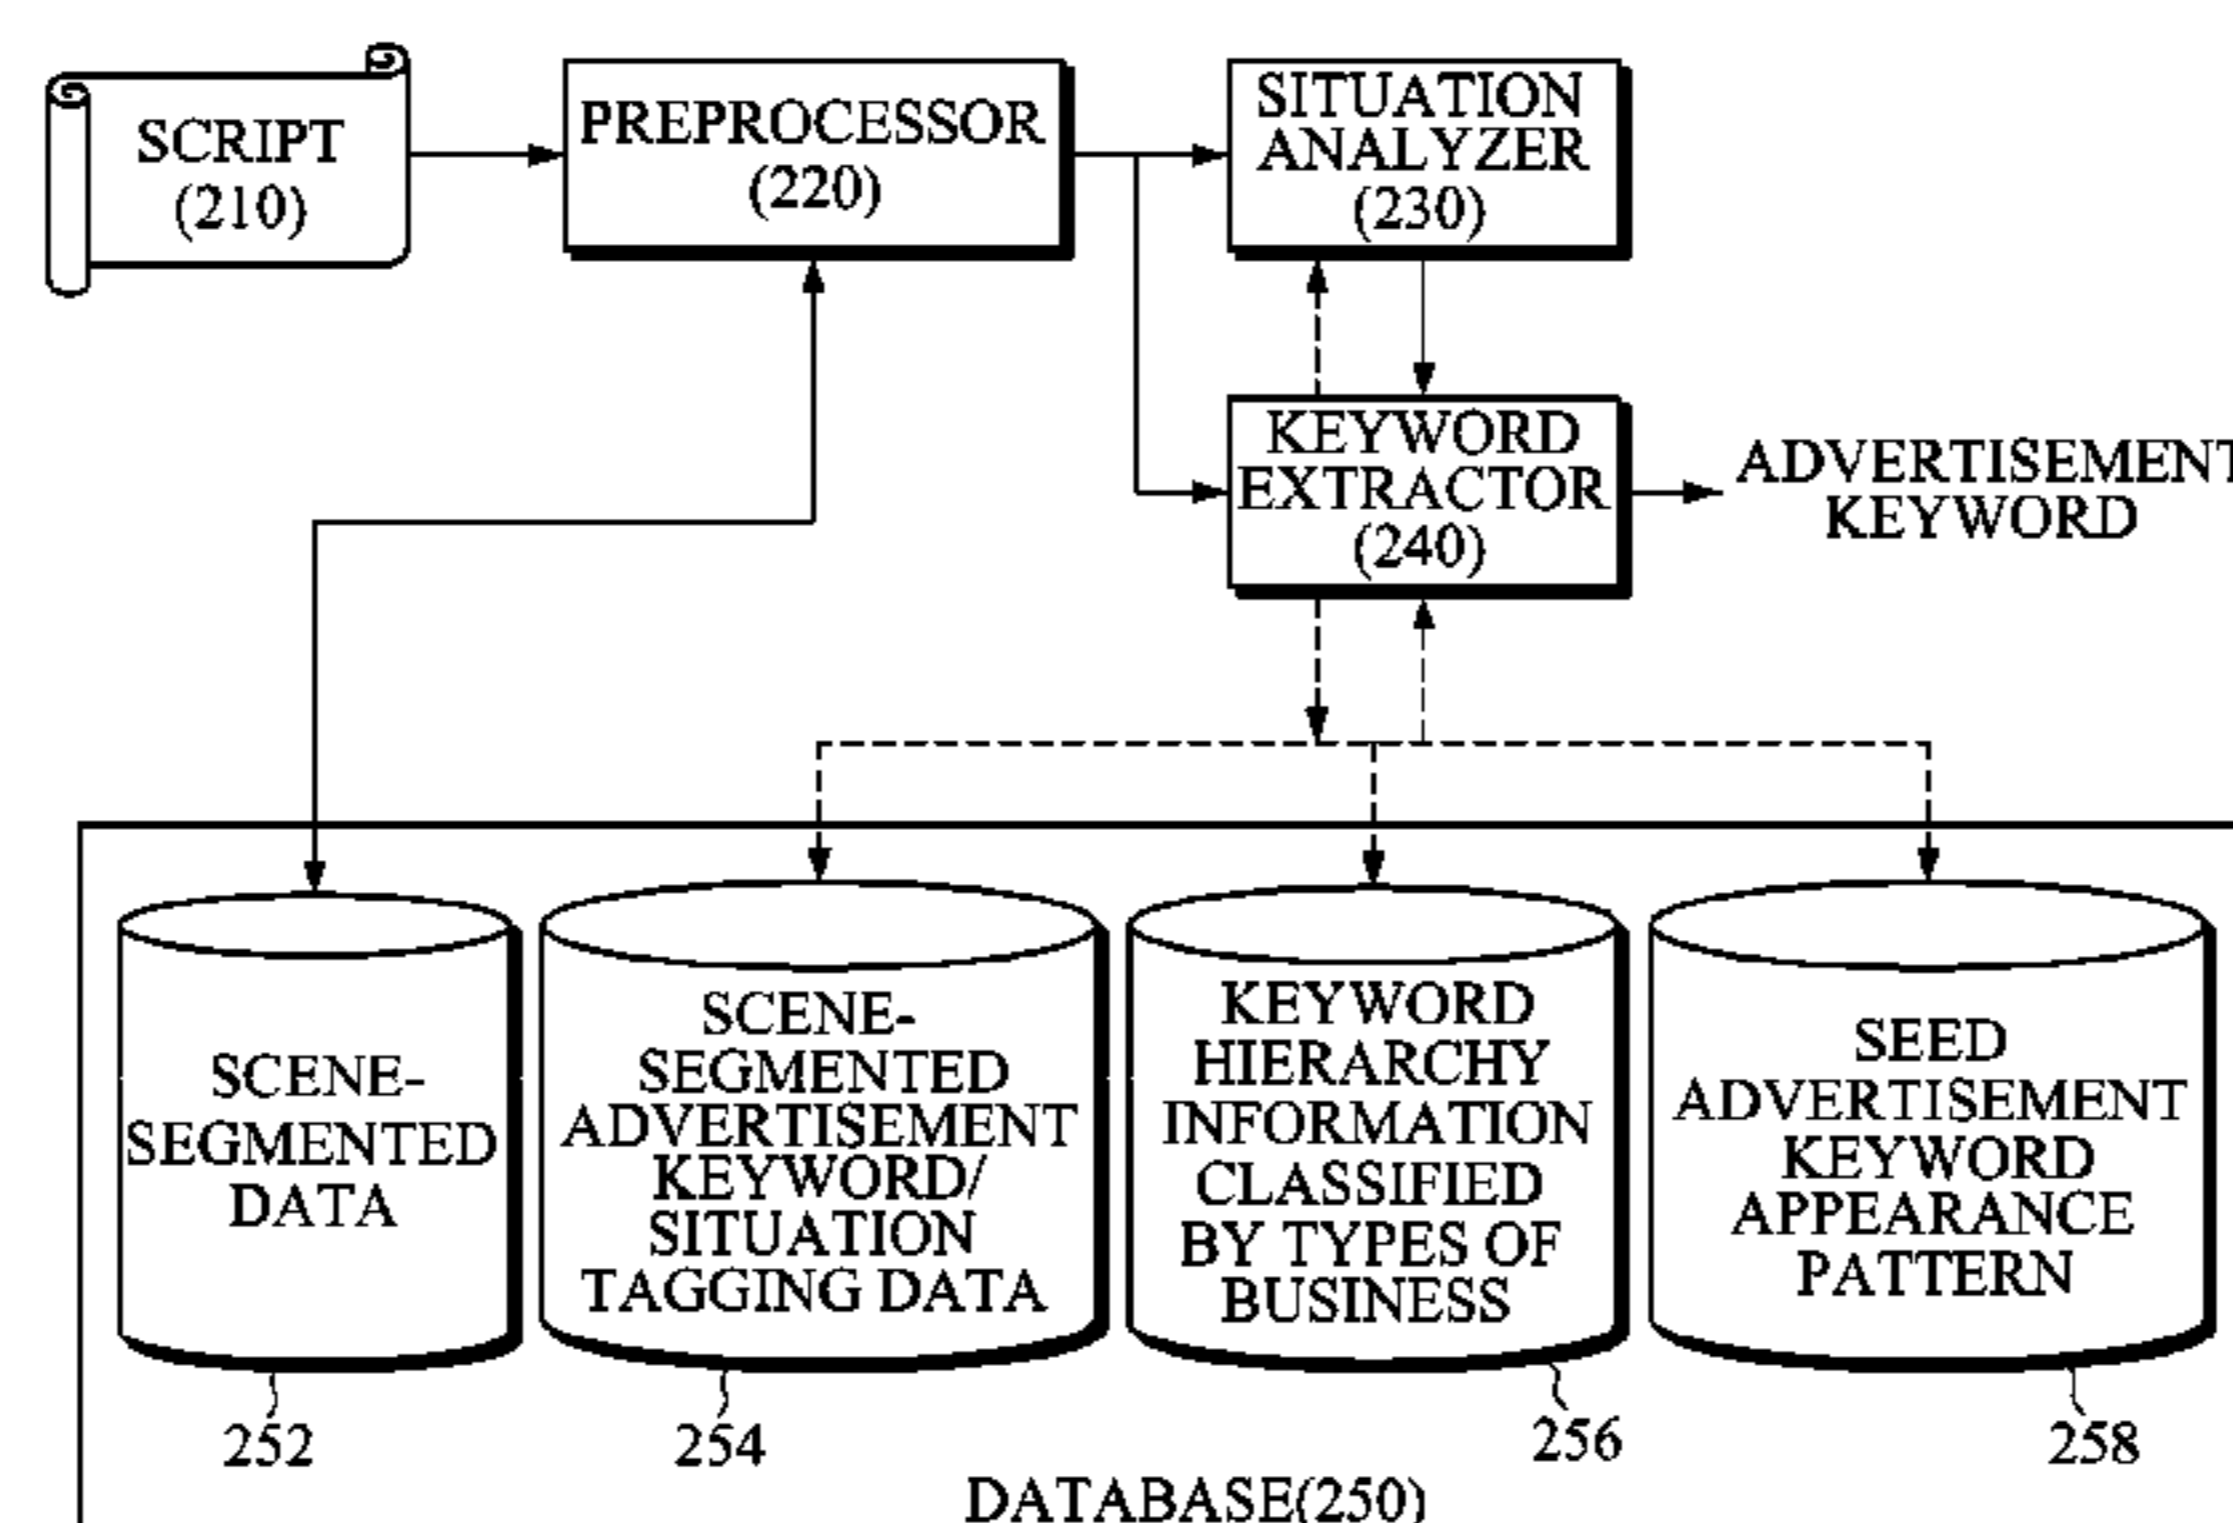 SCRIPT
(210)
PREPROCESSOR
(220)
SITUATION
ANALYZER
(230)
KEYWORD
EXTRACTOR
(240)
ADVERTISEMENT
KEYWORD
SCENE-
SEGMENTED
DATA
252
SCENE-
SEGMENTED
ADVERTISEMENT
KEYWORD/
SITUATION
TAGGING DATA
254
KEYWORD
HIERARCHY
INFORMATION
CLASSIFIED
BY TYPES OF
BUSINESS
256
SEED
ADVERTISEMENT
KEYWORD
APPEARANCE
PATTERN
258
DATABASE(250)